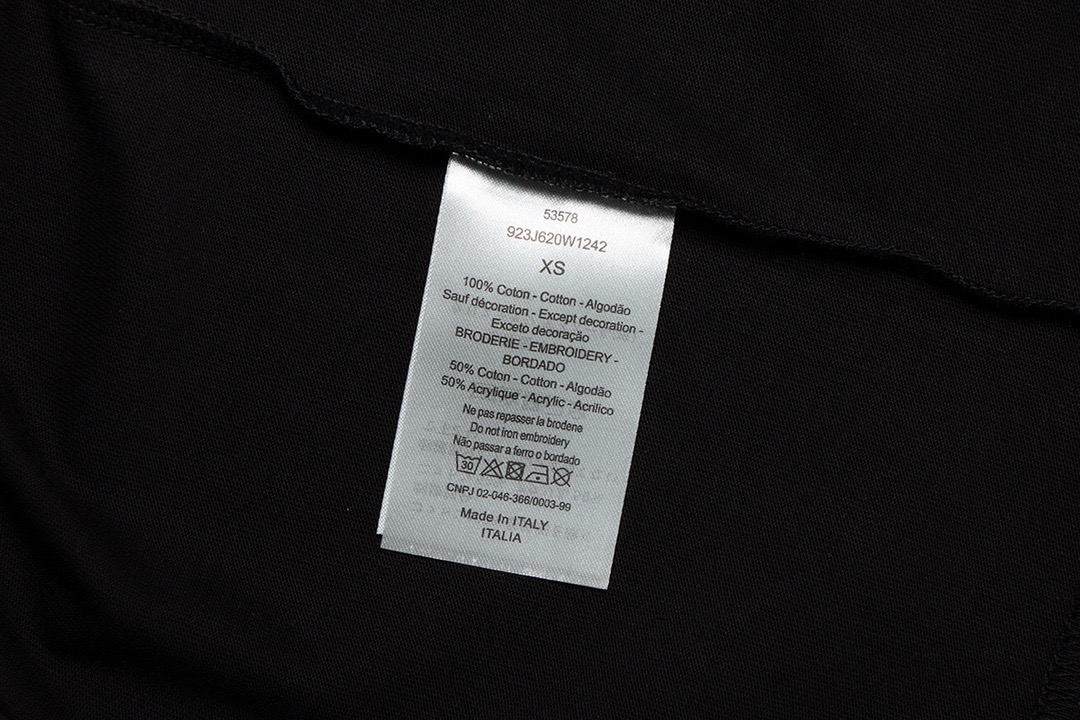 53578
923J620W1242
XS
100% Coton - Cotton - Algodão
Sauf décoration - Except decoration -
Exceto decoração
BRODERIE - EMBROIDERY -
BORDADO
50% Coton - Cotton - Algodão
50% Acrylique - Acrylic - Acrilico
Ne pas repasser la brodene
Do not iron embroidery
Não passar a ferro o bordado
30
CNPJ 02-046-366/0003-99
Made In ITALY
ITALIA